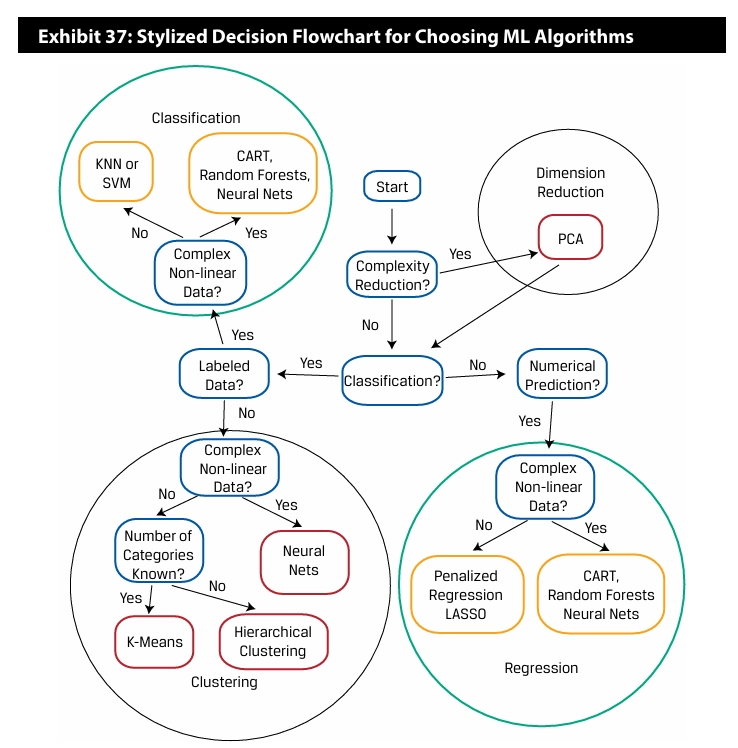 Exhibit 37: Stylized Decision Flowchart for Choosing ML Algorithms
Classification
KNN or
SVM
CART,
Random Forests,
Neural Nets
No
Yes
Complex
Non-linear
Data?
Yes
Start
Complexity
Reduction?
Yes
Dimension
Reduction
PCA
No
Labeled
Data?
Yes
Classification?
No
Numerical
Prediction?
No
Yes
Complex
Non-linear
Data?
No
Yes
Number of
Categories
Known?
Neural
Nets
Yes
No
K-Means
Hierarchical
Clustering
Clustering
Complex
Non-linear
Data?
No
Yes
Penalized
Regression
LASSO
CART,
Random Forests
Neural Nets
Regression